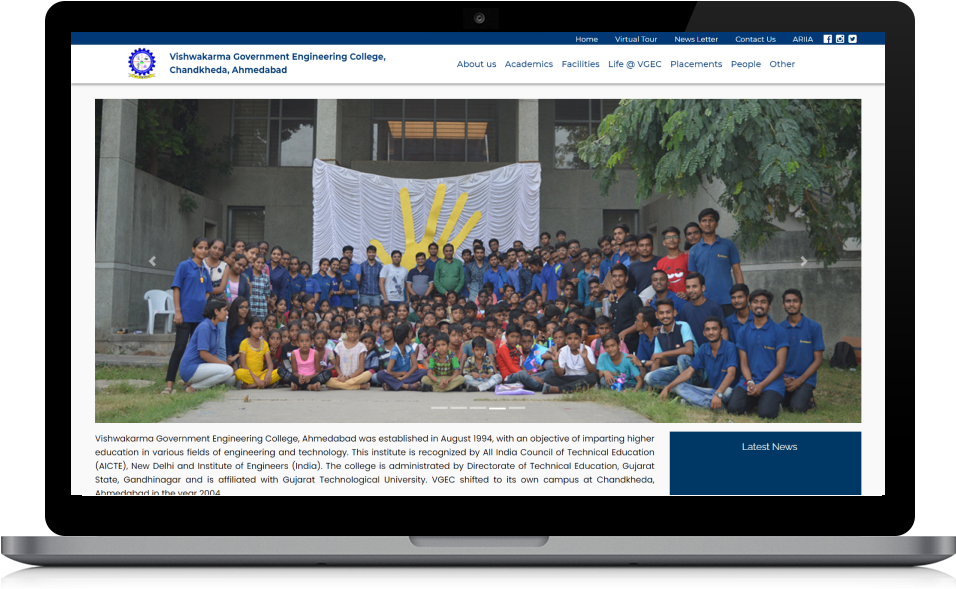 Home Virtual Tour News Letter Contact Us ARIIA
Vishwakarma Government Engineering College,
Chandkheda, Ahmedabad
About us Academics Facilities Life @ VGEC Placements People Other
Vishwakarma Government Engineering College, Ahmedabad was established in August 1994, with an objective of imparting higher
education in various fields of engineering and technology. This institute is recognized by All India Council of Technical Education
(AICTE), New Delhi and Institute of Engineers (India). The college is administrated by Directorate of Technical Education, Gujarat
State, Gandhinagar and is affiliated with Gujarat Technological University. VGEC shifted to its own campus at Chandkheda,
Ahmedabad in the year 2004.
Latest News